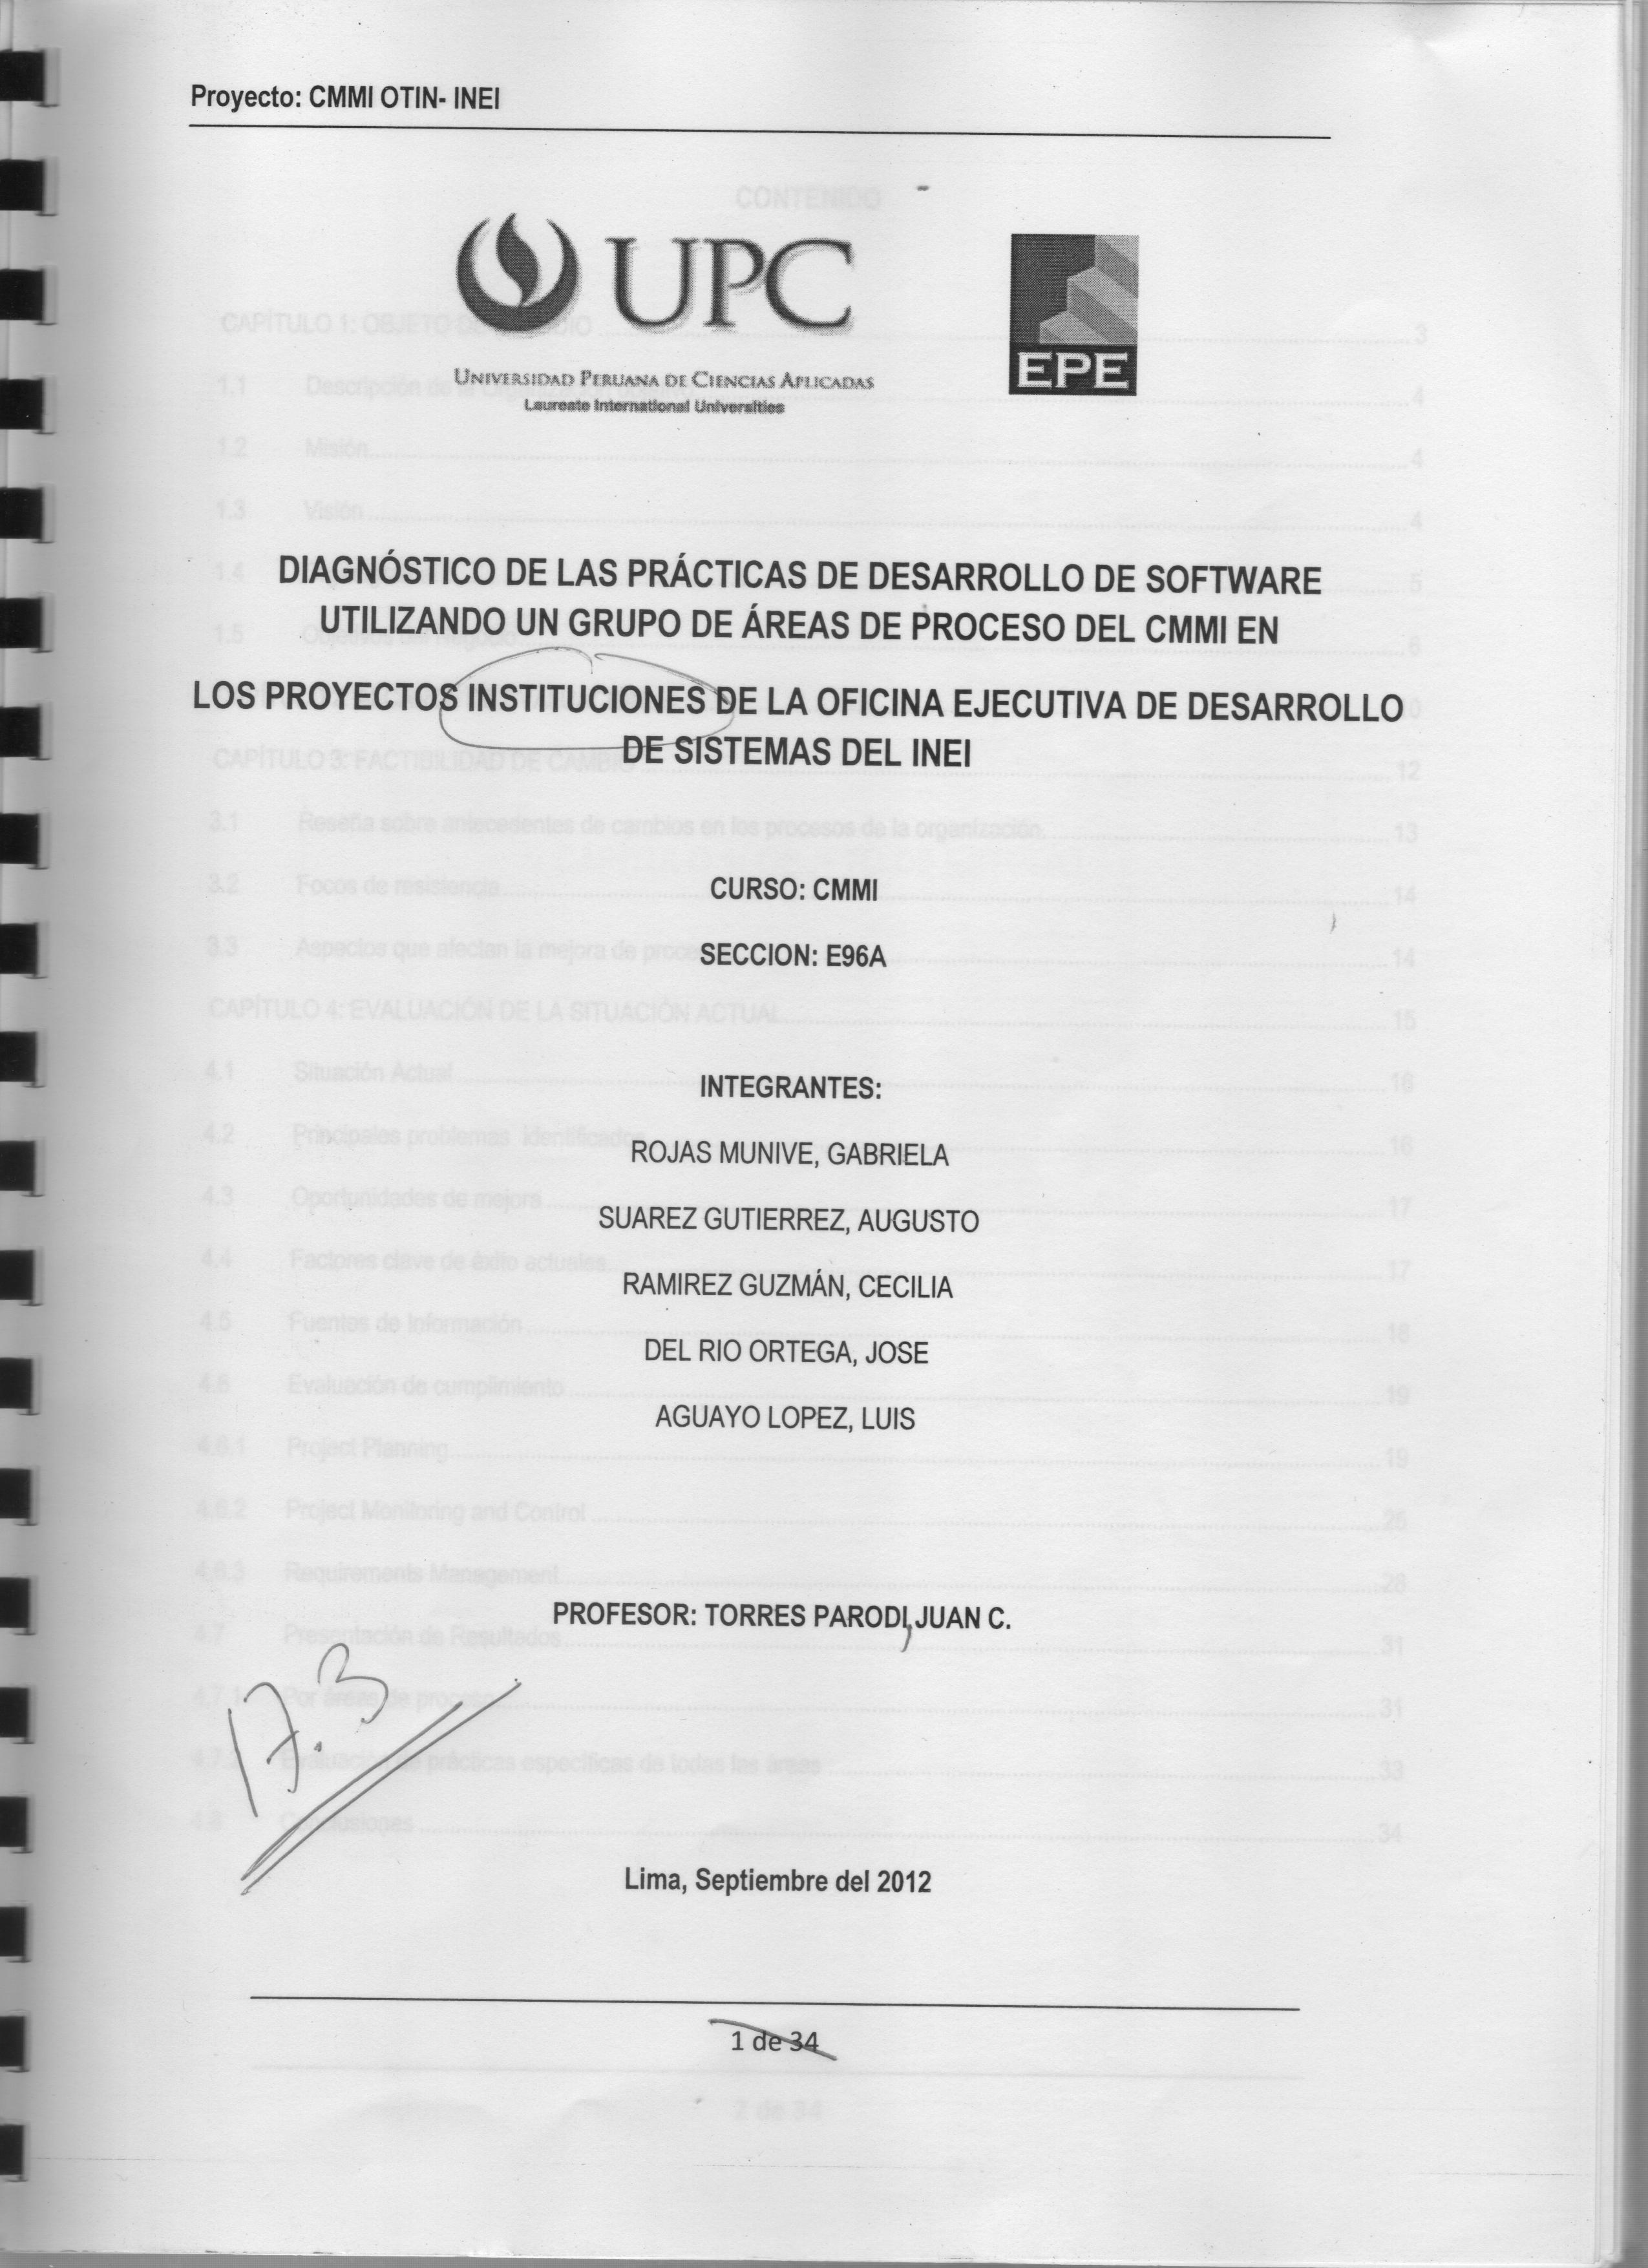 Proyecto: CMMI OTIN- INEI
UPC
UNIVERSIDAD PERUANA DE CIENCIAS APLICADAS
Laureate International Universities
EPE
DIAGNÓSTICO DE LAS PRÁCTICAS DE DESARROLLO DE SOFTWARE
UTILIZANDO UN GRUPO DE ÁREAS DE PROCESO DEL CMMI EN
LOS PROYECTOS INSTITUCIONES DE LA OFICINA EJECUTIVA DE DESARROLLO
DE SISTEMAS DEL INEI
CURSO: CMMI
SECCION: E96A
INTEGRANTES:
ROJAS MUNIVE, GABRIELA
SUAREZ GUTIERREZ, AUGUSTO
RAMIREZ GUZMÁN, CECILIA
DEL RIO ORTEGA, JOSE
AGUAYO LOPEZ, LUIS
PROFESOR: TORRES PARODI, JUAN C.
17.3
Lima, Septiembre del 2012
1 de 34